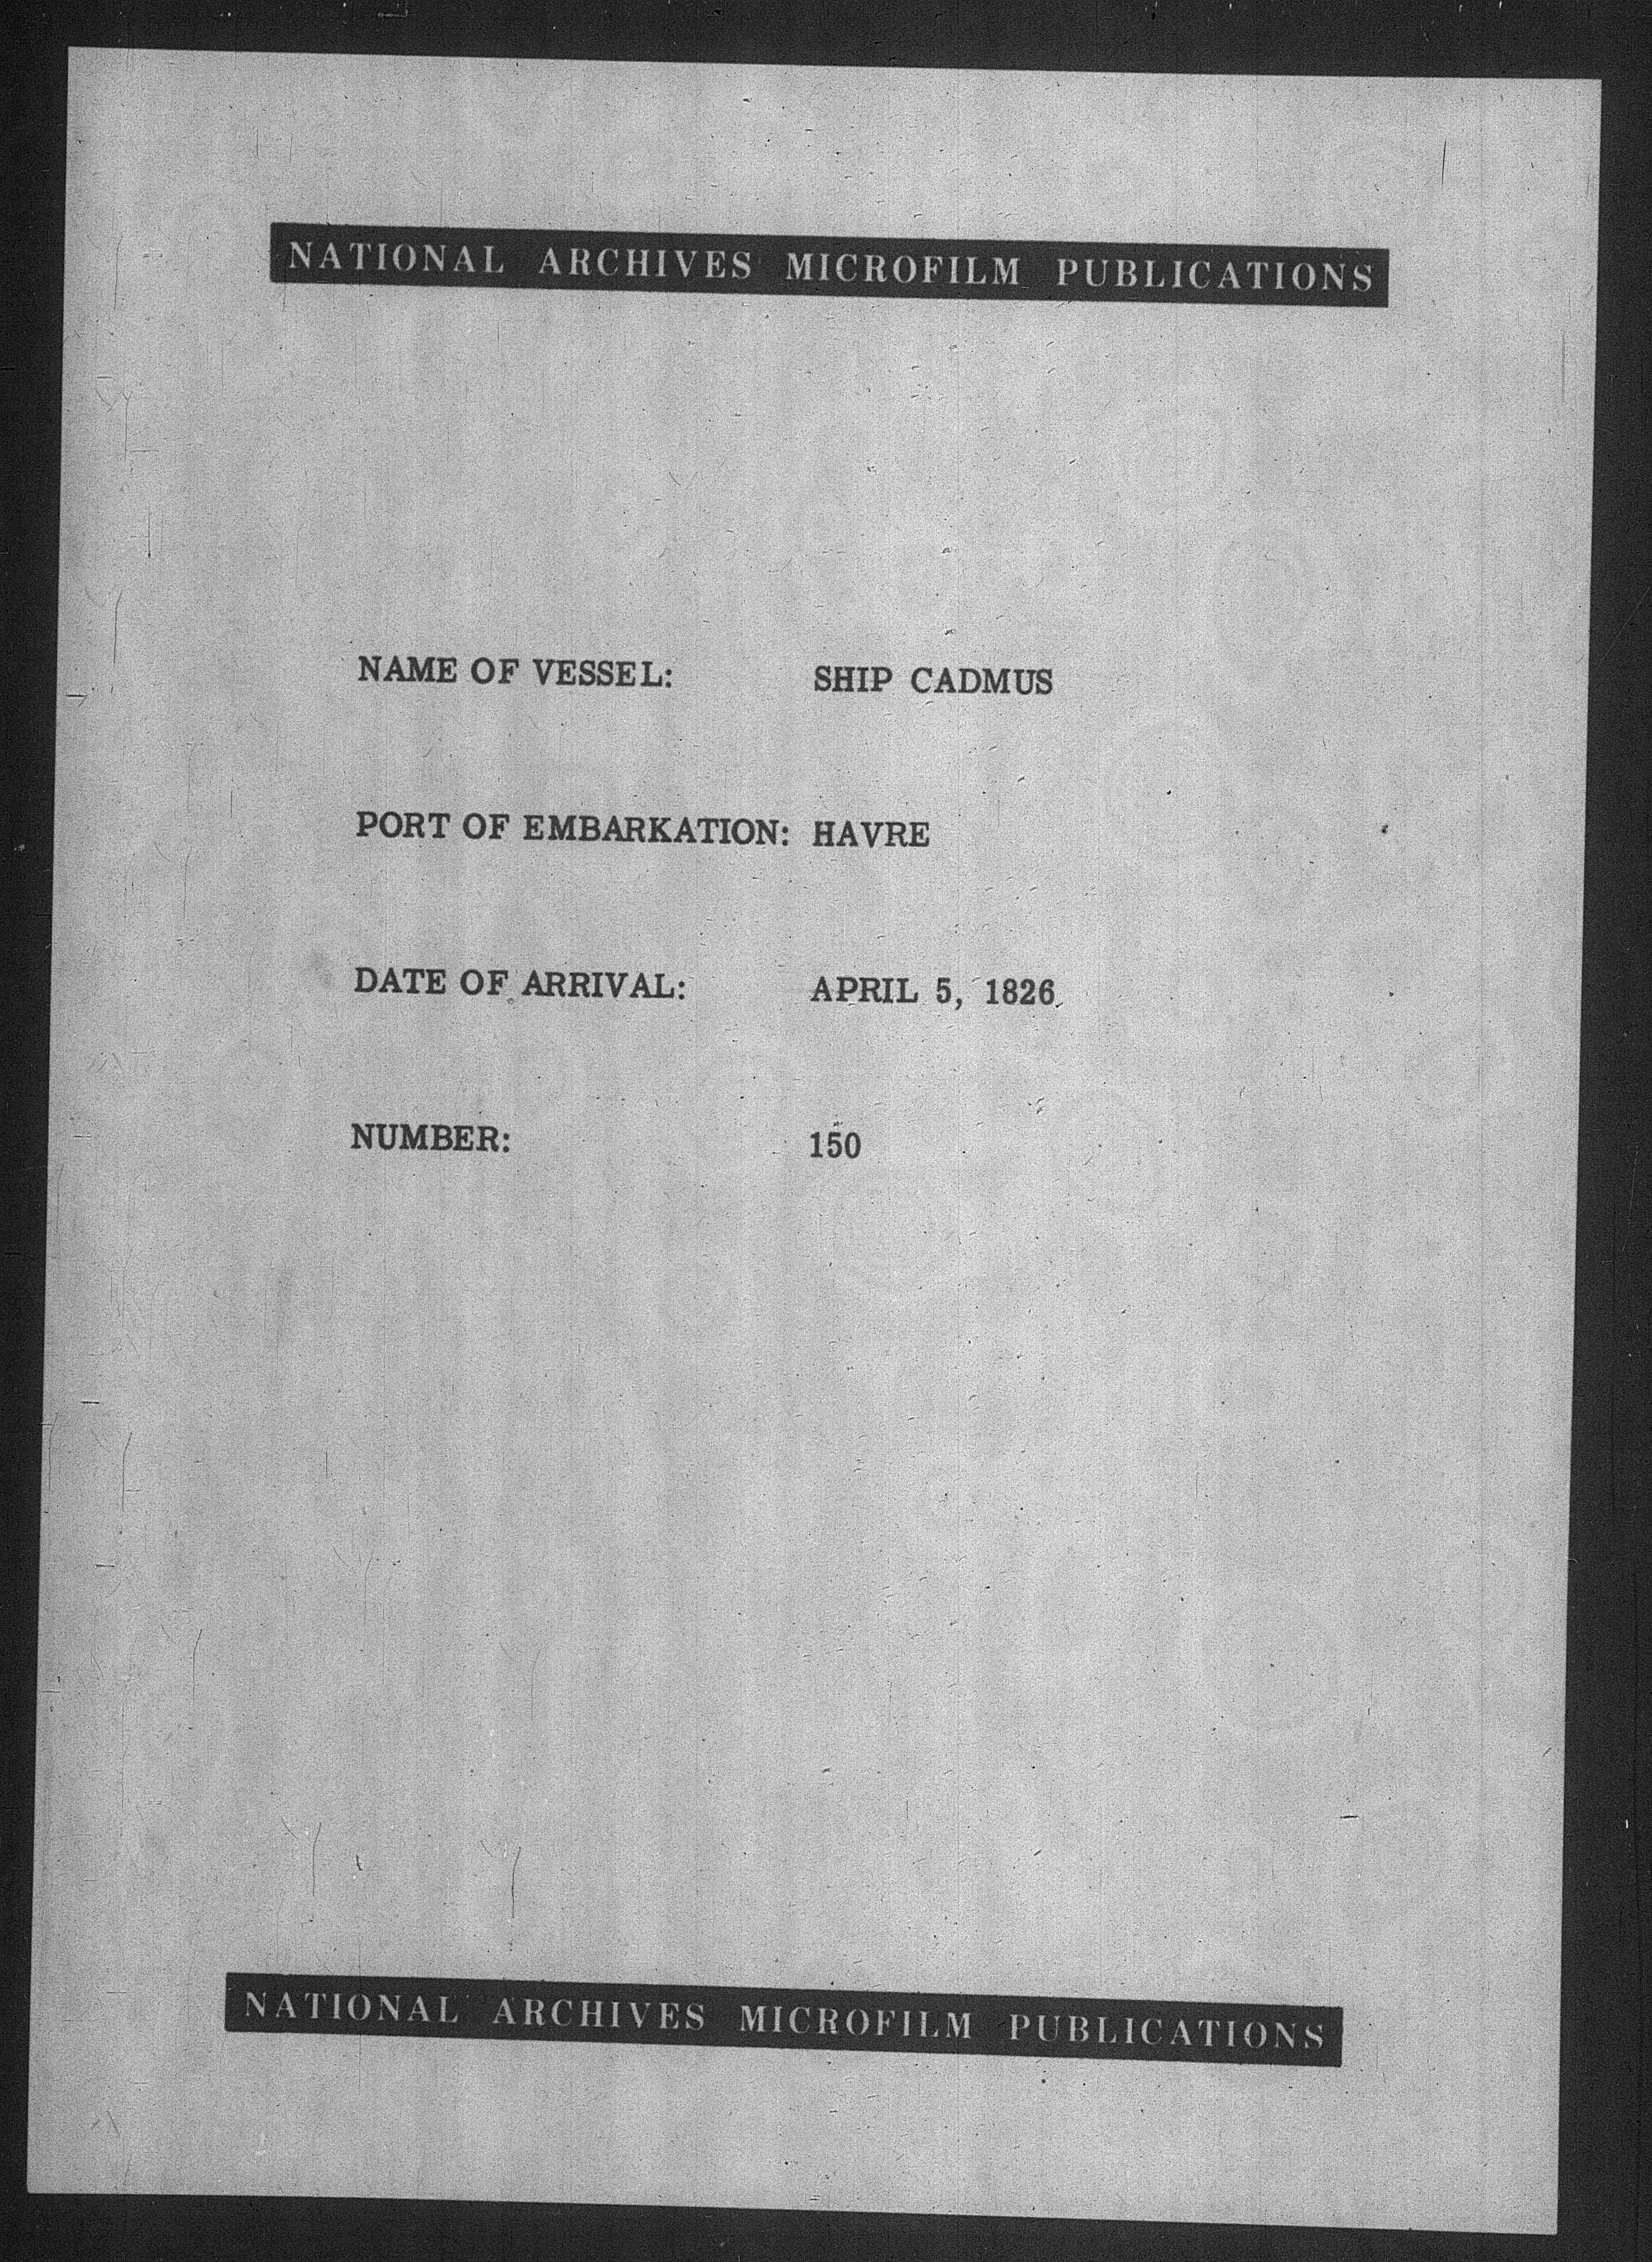 NATIONAL ARCHIVES MICROFILM PUBLICATIONS
NAME OF VESSEL: SHIP CADMUS
PORT OF EMBARKATION: HAVRE
DATE OF ARRIVAL: APRIL 5, 1826
NUMBER: 150
NATIONAL ARCHIVES MICROFILM PUBLICATIONS